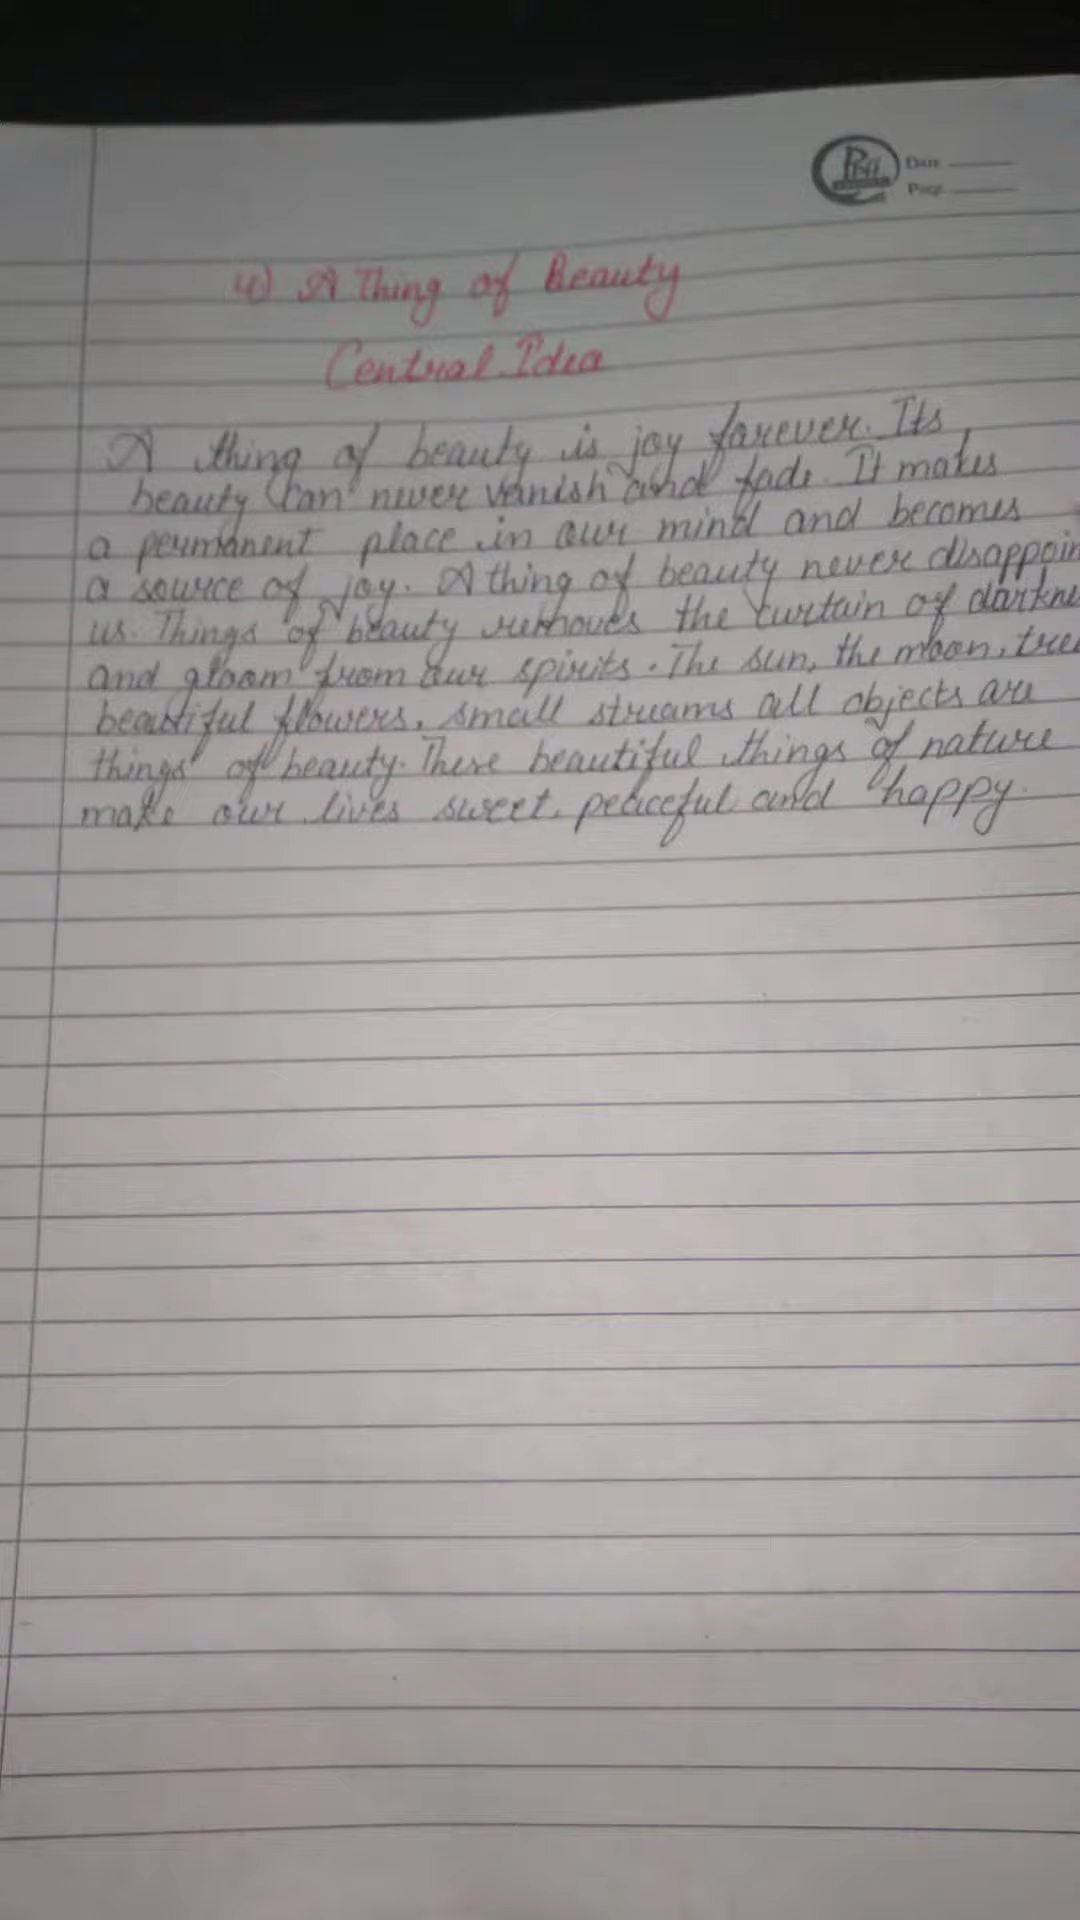 Pra
Date
Page
4) A Thing of Beauty
Central Idea
A thing of beauty is joy forever. Its
beauty can never vanish and fade. It makes
a permanent place in our mind and becomes
a source of joy. A thing of beauty never disappoin
us. Things of beauty removes the curtain of darkne
and gloom from our spirits. The sun, the moon, tree
beautiful flowers, small streams all objects are
things of beauty. These beautiful things of nature
make our lives sweet, peaceful and happy.